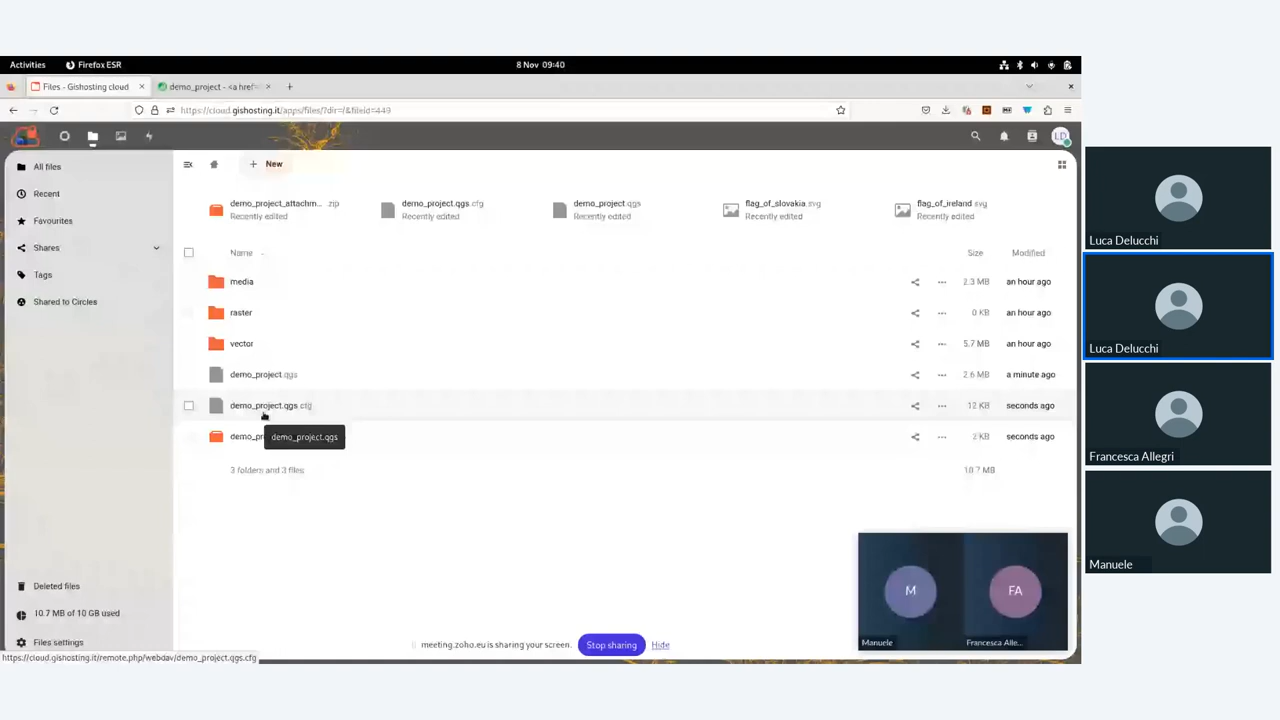 Activities Firefox ESR 8 Nov 09:40
Files - Gishosting cloud demo_project - <a href=
https://cloud.gishosting.it/apps/files/?dir=/&fileid=449
LD
All files
Recent
Favourites
Shares
Tags
Shared to Circles
New
demo_project_attachm... .zip demo_project.qgs.cfg demo_project.qgs flag_of_slovakia.svg flag_of_ireland.svg
Recently edited Recently edited Recently edited Recently edited Recently edited
Name Size Modified
media 2.3 MB an hour ago
raster 0 KB an hour ago
vector 5.7 MB an hour ago
demo_project.qgs 2.6 MB a minute ago
demo_project.qgs.cfg 12 KB seconds ago
demo_pr 2 KB seconds ago
demo_project.qgs
3 folders and 3 files 10.7 MB
Deleted files
10.7 MB of 10 GB used
Files settings
https://cloud.gishosting.it/remote.php/webdav/demo_project.qgs.cfg
meeting.zoho.eu is sharing your screen. Stop sharing Hide
M FA
Manuele Francesca Alle...
Luca Delucchi
Luca Delucchi
Francesca Allegri
Manuele